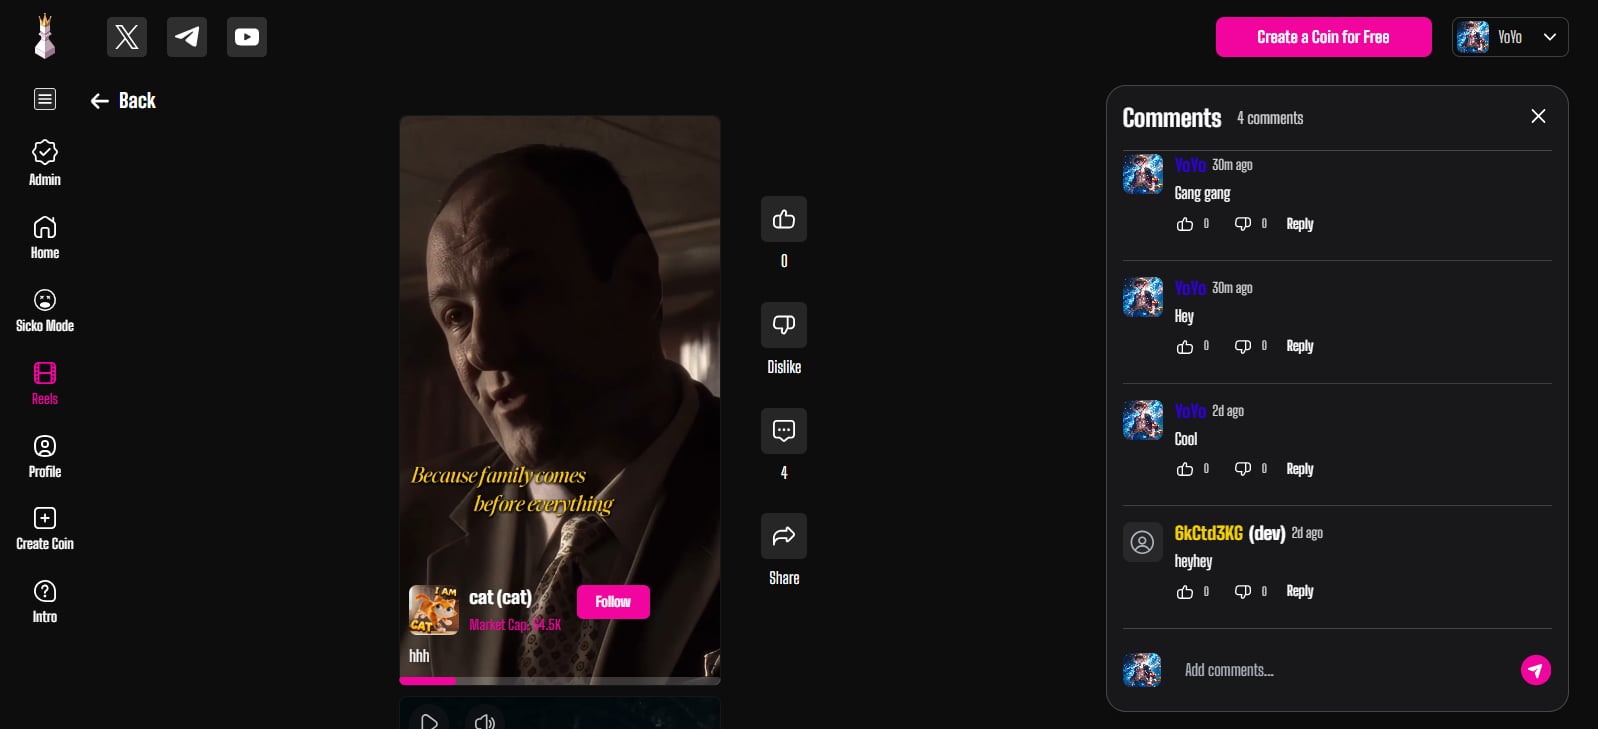 Create a Coin for Free
YoYo
Back
Admin
Home
Sicko Mode
Reels
Profile
Create Coin
Intro
Because family comes
before everything
I AM
CAT
cat (cat)
Market Cap: $4.5K
Follow
hhh
0
Dislike
4
Share
Comments 4 comments
YoYo 30m ago
Gang gang
0 0 Reply
YoYo 30m ago
Hey
0 0 Reply
YoYo 2d ago
Cool
0 0 Reply
6kCtd3KG (dev) 2d ago
heyhey
0 0 Reply
Add comments...